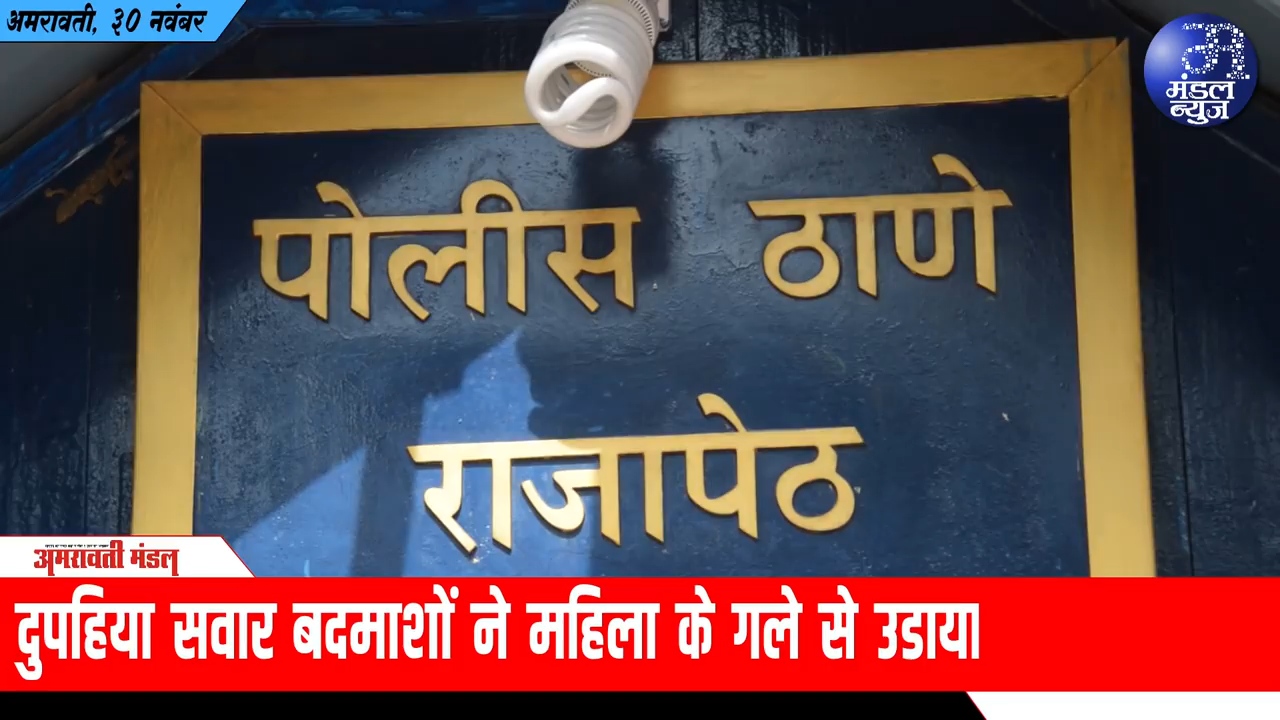 अमरावती, ३० नवंबर
मंडल
न्युज
पोलीस ठाणे
राजापेठ
अमरावती मंडल
दुपहिया सवार बदमाशों ने महिला के गले से उडाया